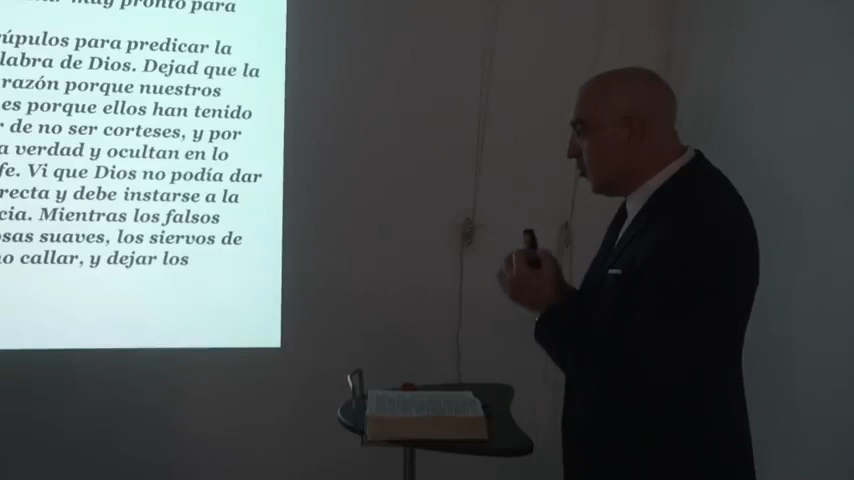 muy pronto para
úpulos para predicar la
labra de Dios. Dejad que la
razón porque nuestros
es porque ellos han tenido
r de no ser corteses, y por
a verdad y ocultan en lo
fe. Vi que Dios no podía dar
recta y debe instarse a la
cia. Mientras los falsos
osas suaves, los siervos de
o callar, y dejar los